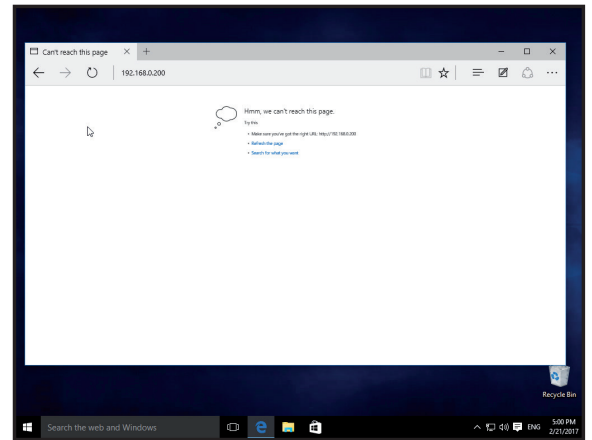 Can't reach this page
192.168.0.200
Hmm, we can't reach this page.
Try this
Make sure you've got the right URL: http://192.168.0.200
Refresh the page
Search for what you want
Recycle Bin
Search the web and Windows
ENG
5:00 PM
2/21/2017